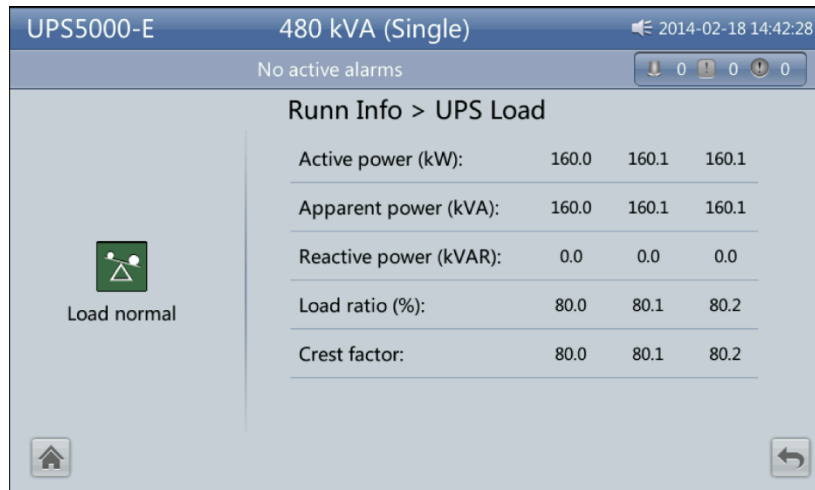 UPS5000-E 480 kVA (Single) 2014-02-18 14:42:28
No active alarms 0 0 0
Runn Info > UPS Load
Active power (kW): 160.0 160.1 160.1
Apparent power (kVA): 160.0 160.1 160.1
Reactive power (kVAR): 0.0 0.0 0.0
Load ratio (%): 80.0 80.1 80.2
Crest factor: 80.0 80.1 80.2
Load normal